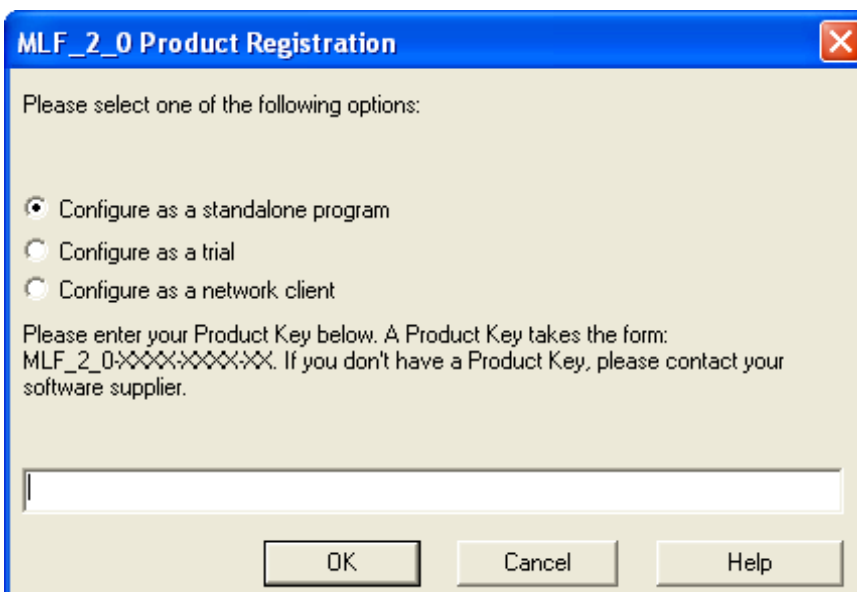 MLF_2_0 Product Registration
Please select one of the following options:
Configure as a standalone program
Configure as a trial
Configure as a network client
Please enter your Product Key below. A Product Key takes the form:
MLF_2_0-XXXX-XXXX-XX. If you don't have a Product Key, please contact your
software supplier.
OK
Cancel
Help